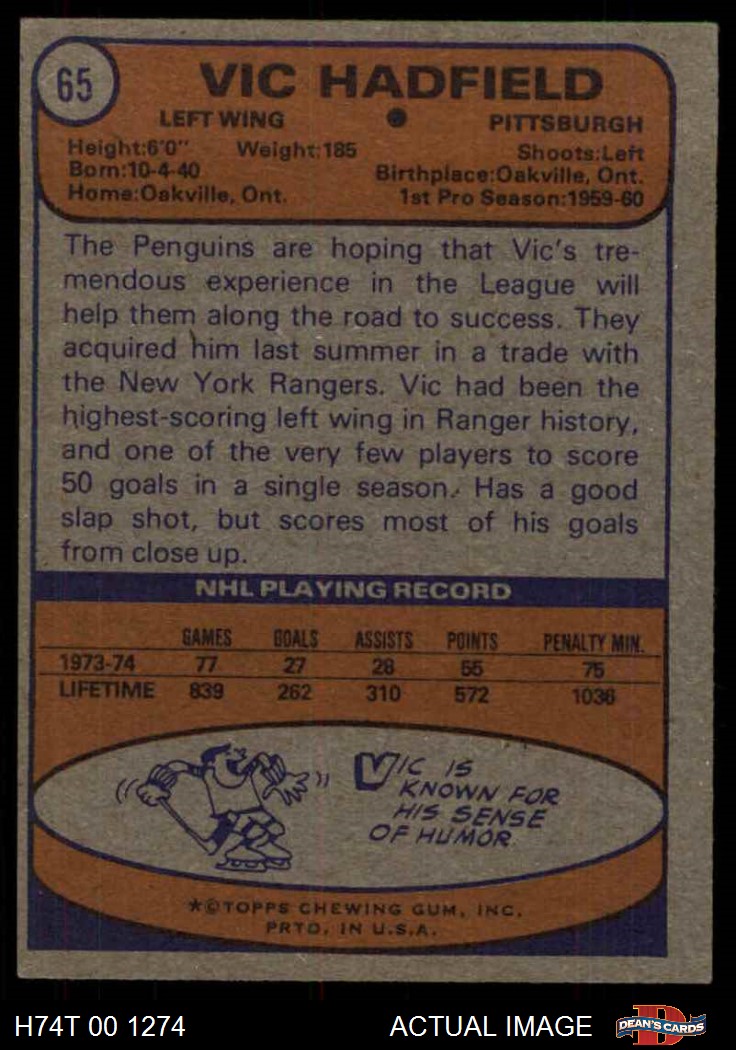 65
VIC HADFIELD
LEFT WING ● PITTSBURGH
Height:6'0" Weight:185 Shoots:Left
Born:10-4-40 Birthplace:Oakville, Ont.
Home:Oakville, Ont. 1st Pro Season:1959-60
The Penguins are hoping that Vic's tre-
mendous experience in the League will
help them along the road to success. They
acquired him last summer in a trade with
the New York Rangers. Vic had been the
highest-scoring left wing in Ranger history,
and one of the very few players to score
50 goals in a single season. Has a good
slap shot, but scores most of his goals
from close up.
NHL PLAYING RECORD
GAMES GOALS ASSISTS POINTS PENALTY MIN.
1973-74 77 27 28 55 75
LIFETIME 839 262 310 572 1036
VIC IS
KNOWN FOR
HIS SENSE
OF HUMOR
★©TOPPS CHEWING GUM, INC.
PRTD. IN U.S.A.
H74T 00 1274 ACTUAL IMAGE DEAN'S CARDS